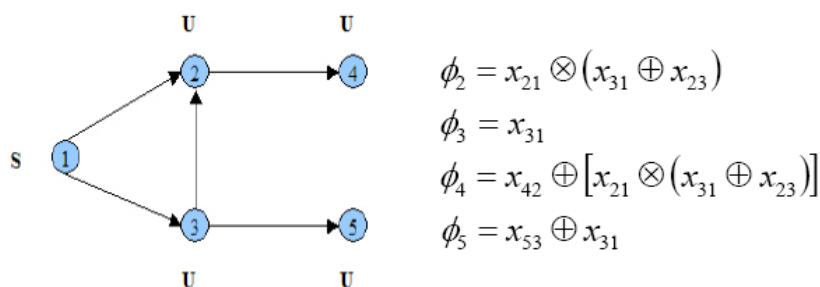 U U
2 4
S 1
3 5
U U
ϕ₂ = x₂₁ ⊗ (x₃₁ ⊕ x₂₃)
ϕ₃ = x₃₁
ϕ₄ = x₄₂ ⊕ [x₂₁ ⊗ (x₃₁ ⊕ x₂₃)]
ϕ₅ = x₅₃ ⊕ x₃₁